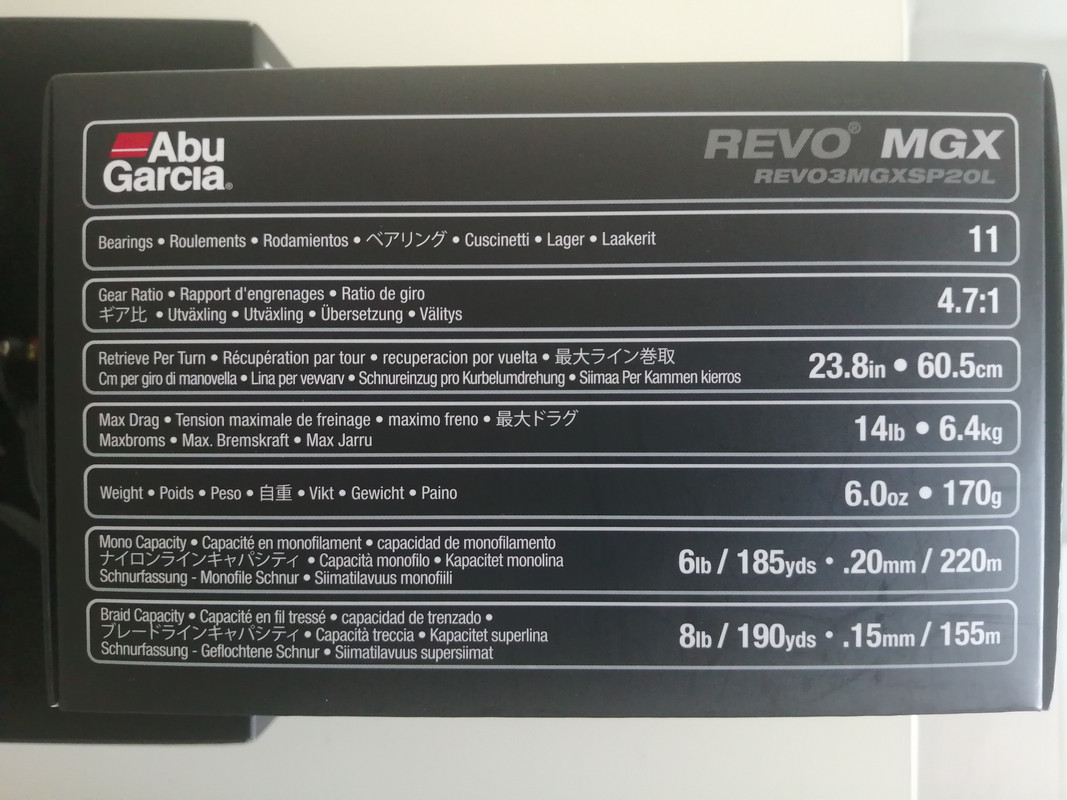 Abu
Garcia®
REVO® MGX
REVO3MGXSP20L
Bearings • Roulements • Rodamientos • ベアリング • Cuscinetti • Lager • Laakerit
11
Gear Ratio • Rapport d'engrenages • Ratio de giro
ギア比 • Utväxling • Utväxling • Übersetzung • Välitys
4.7:1
Retrieve Per Turn • Récupération par tour • recuperacion por vuelta • 最大ライン巻取
Cm per giro di manovella • Lina per vevvarv • Schnureinzug pro Kurbelumdrehung • Siimaa Per Kammen kierros
23.8in • 60.5cm
Max Drag • Tension maximale de freinage • maximo freno • 最大ドラグ
Maxbroms • Max. Bremskraft • Max Jarru
14lb • 6.4kg
Weight • Poids • Peso • 自重 • Vikt • Gewicht • Paino
6.0oz • 170g
Mono Capacity • Capacité en monofilament • capacidad de monofilamento
ナイロンラインキャパシティ • Capacità monofilo • Kapacitet monolina
Schnurfassung - Monofile Schnur • Siimatilavuus monofiili
6lb / 185yds • .20mm / 220m
Braid Capacity • Capacité en fil tressé • capacidad de trenzado •
ブレードラインキャパシティ • Capacità treccia • Kapacitet superlina
Schnurfassung - Geflochtene Schnur • Siimatilavuus supersiimat
8lb / 190yds • .15mm / 155m